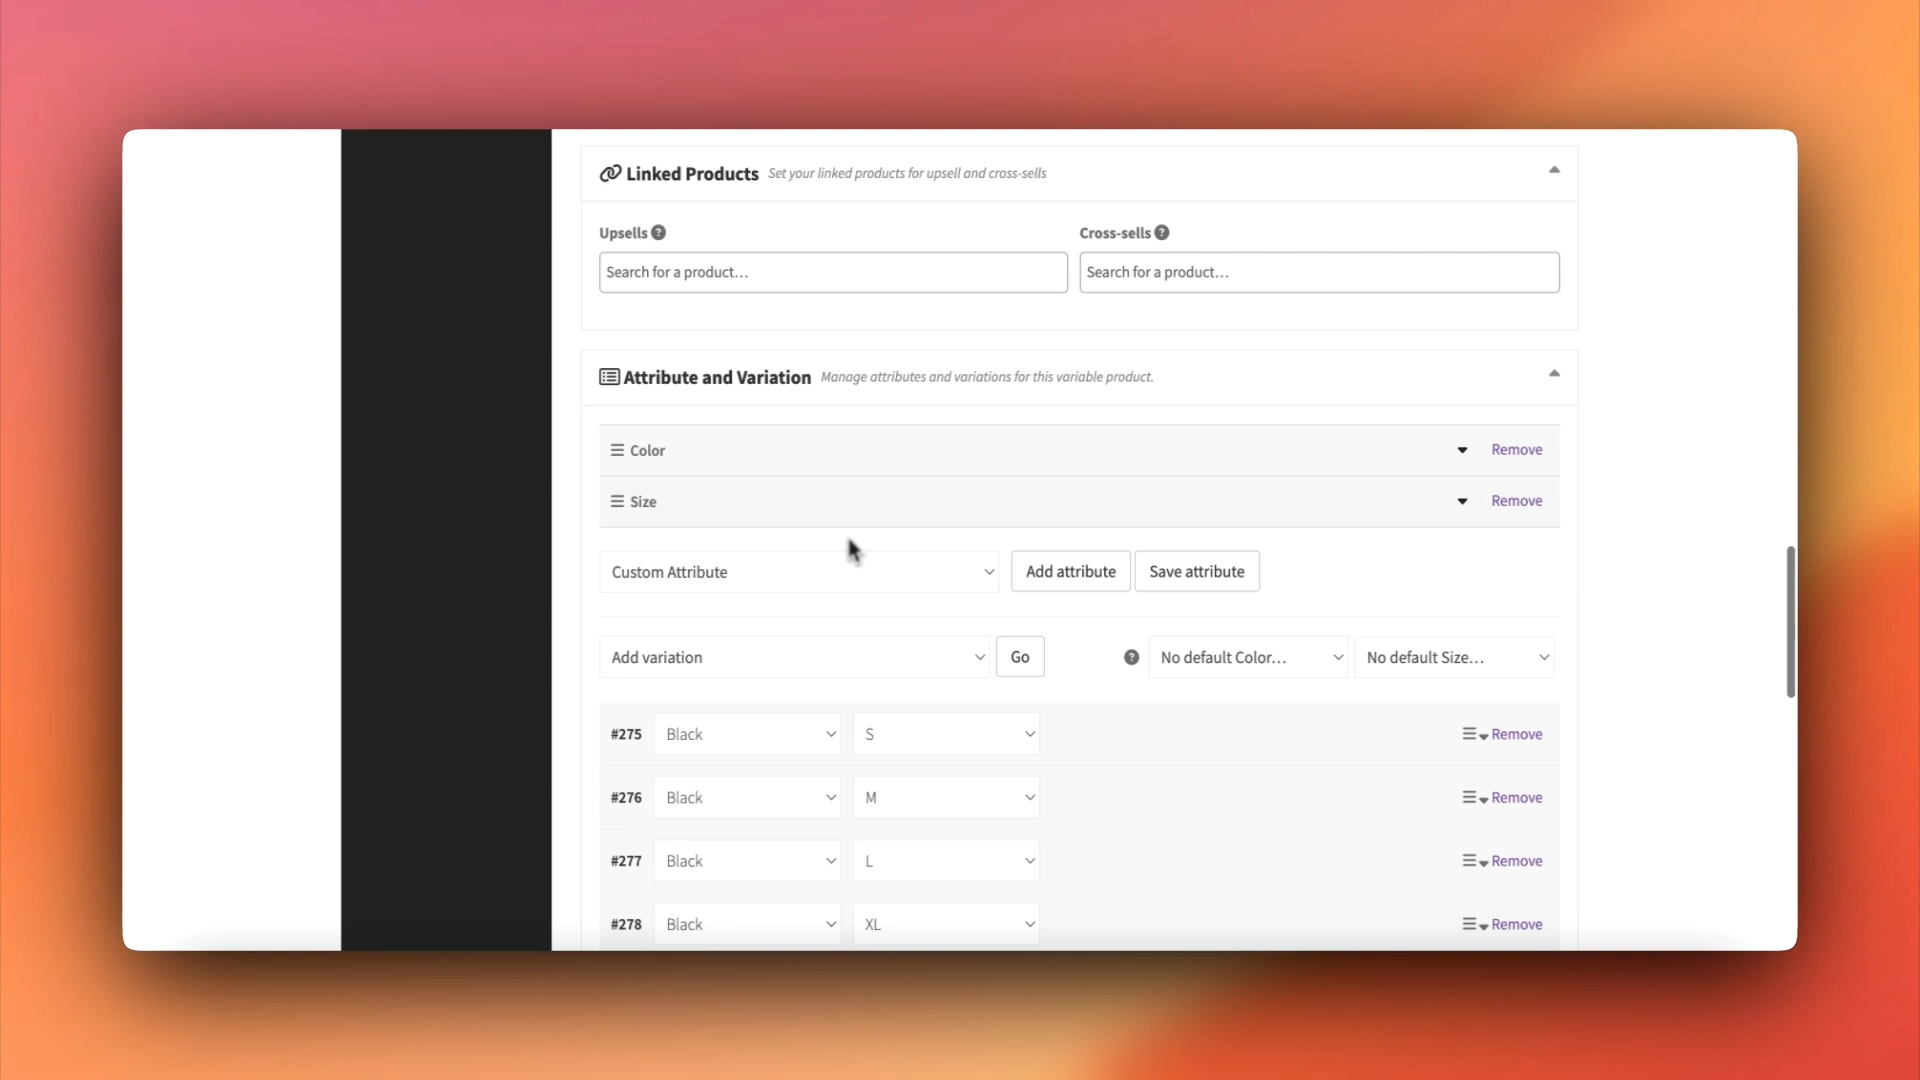 Linked Products Set your linked products for upsell and cross-sells
Upsells Cross-sells
Search for a product... Search for a product...
Attribute and Variation Manage attributes and variations for this variable product.
Color Remove
Size Remove
Custom Attribute Add attribute Save attribute
Add variation Go No default Color... No default Size...
#275 Black S Remove
#276 Black M Remove
#277 Black L Remove
#278 Black XL Remove